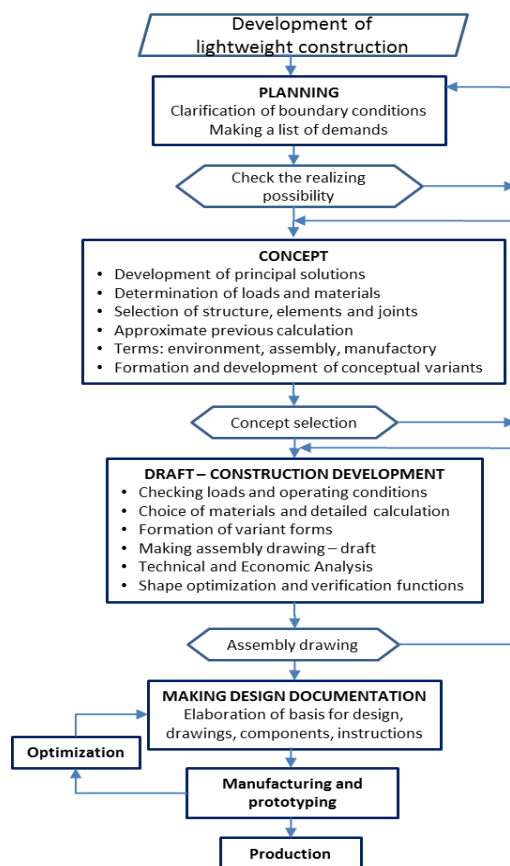 Development of
lightweight construction
PLANNING
Clarification of boundary conditions
Making a list of demands
Check the realizing
possibility
CONCEPT
• Development of principal solutions
• Determination of loads and materials
• Selection of structure, elements and joints
• Approximate previous calculation
• Terms: environment, assembly, manufactory
• Formation and development of conceptual variants
Concept selection
DRAFT – CONSTRUCTION DEVELOPMENT
• Checking loads and operating conditions
• Choice of materials and detailed calculation
• Formation of variant forms
• Making assembly drawing – draft
• Technical and Economic Analysis
• Shape optimization and verification functions
Assembly drawing
MAKING DESIGN DOCUMENTATION
Elaboration of basis for design,
drawings, components, instructions
Optimization
Manufacturing and
prototyping
Production